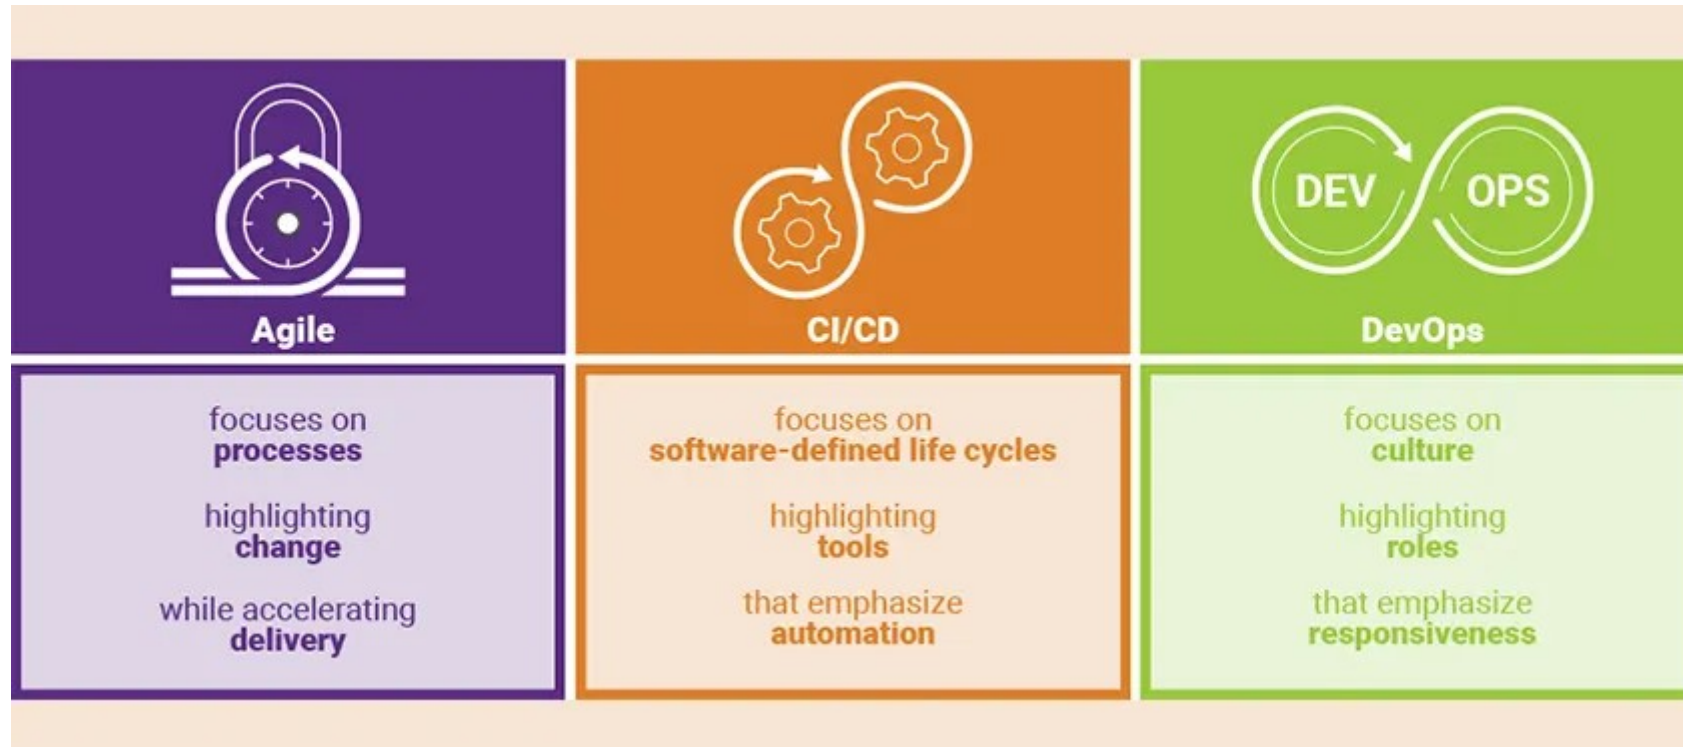 Agile
focuses on
processes
highlighting
change
while accelerating
delivery
CI/CD
focuses on
software-defined life cycles
highlighting
tools
that emphasize
automation
DEV OPS
DevOps
focuses on
culture
highlighting
roles
that emphasize
responsiveness